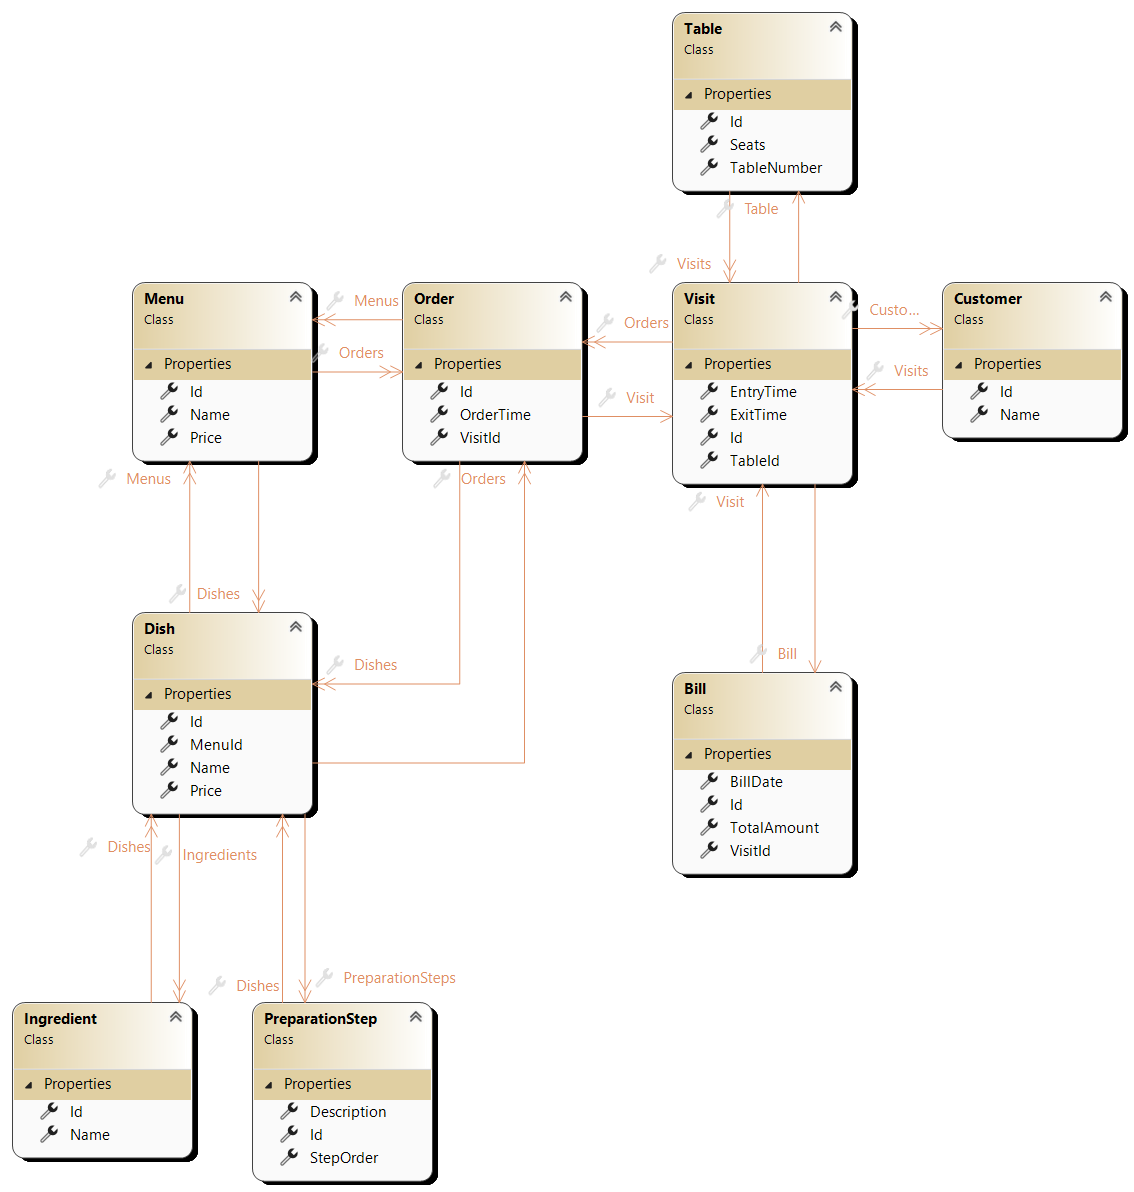 Table
Class
Properties
Id
Seats
TableNumber
Table
Visits
Menu
Class
Properties
Id
Name
Price
Menus
Orders
Order
Class
Properties
Id
OrderTime
VisitId
Orders
Visit
Visit
Class
Properties
EntryTime
ExitTime
Id
TableId
Custo...
Visits
Customer
Class
Properties
Id
Name
Menus
Orders
Visit
Dishes
Dish
Class
Properties
Id
MenuId
Name
Price
Dishes
Bill
Bill
Class
Properties
BillDate
Id
TotalAmount
VisitId
Dishes
Ingredients
Dishes
PreparationSteps
Ingredient
Class
Properties
Id
Name
PreparationStep
Class
Properties
Description
Id
StepOrder